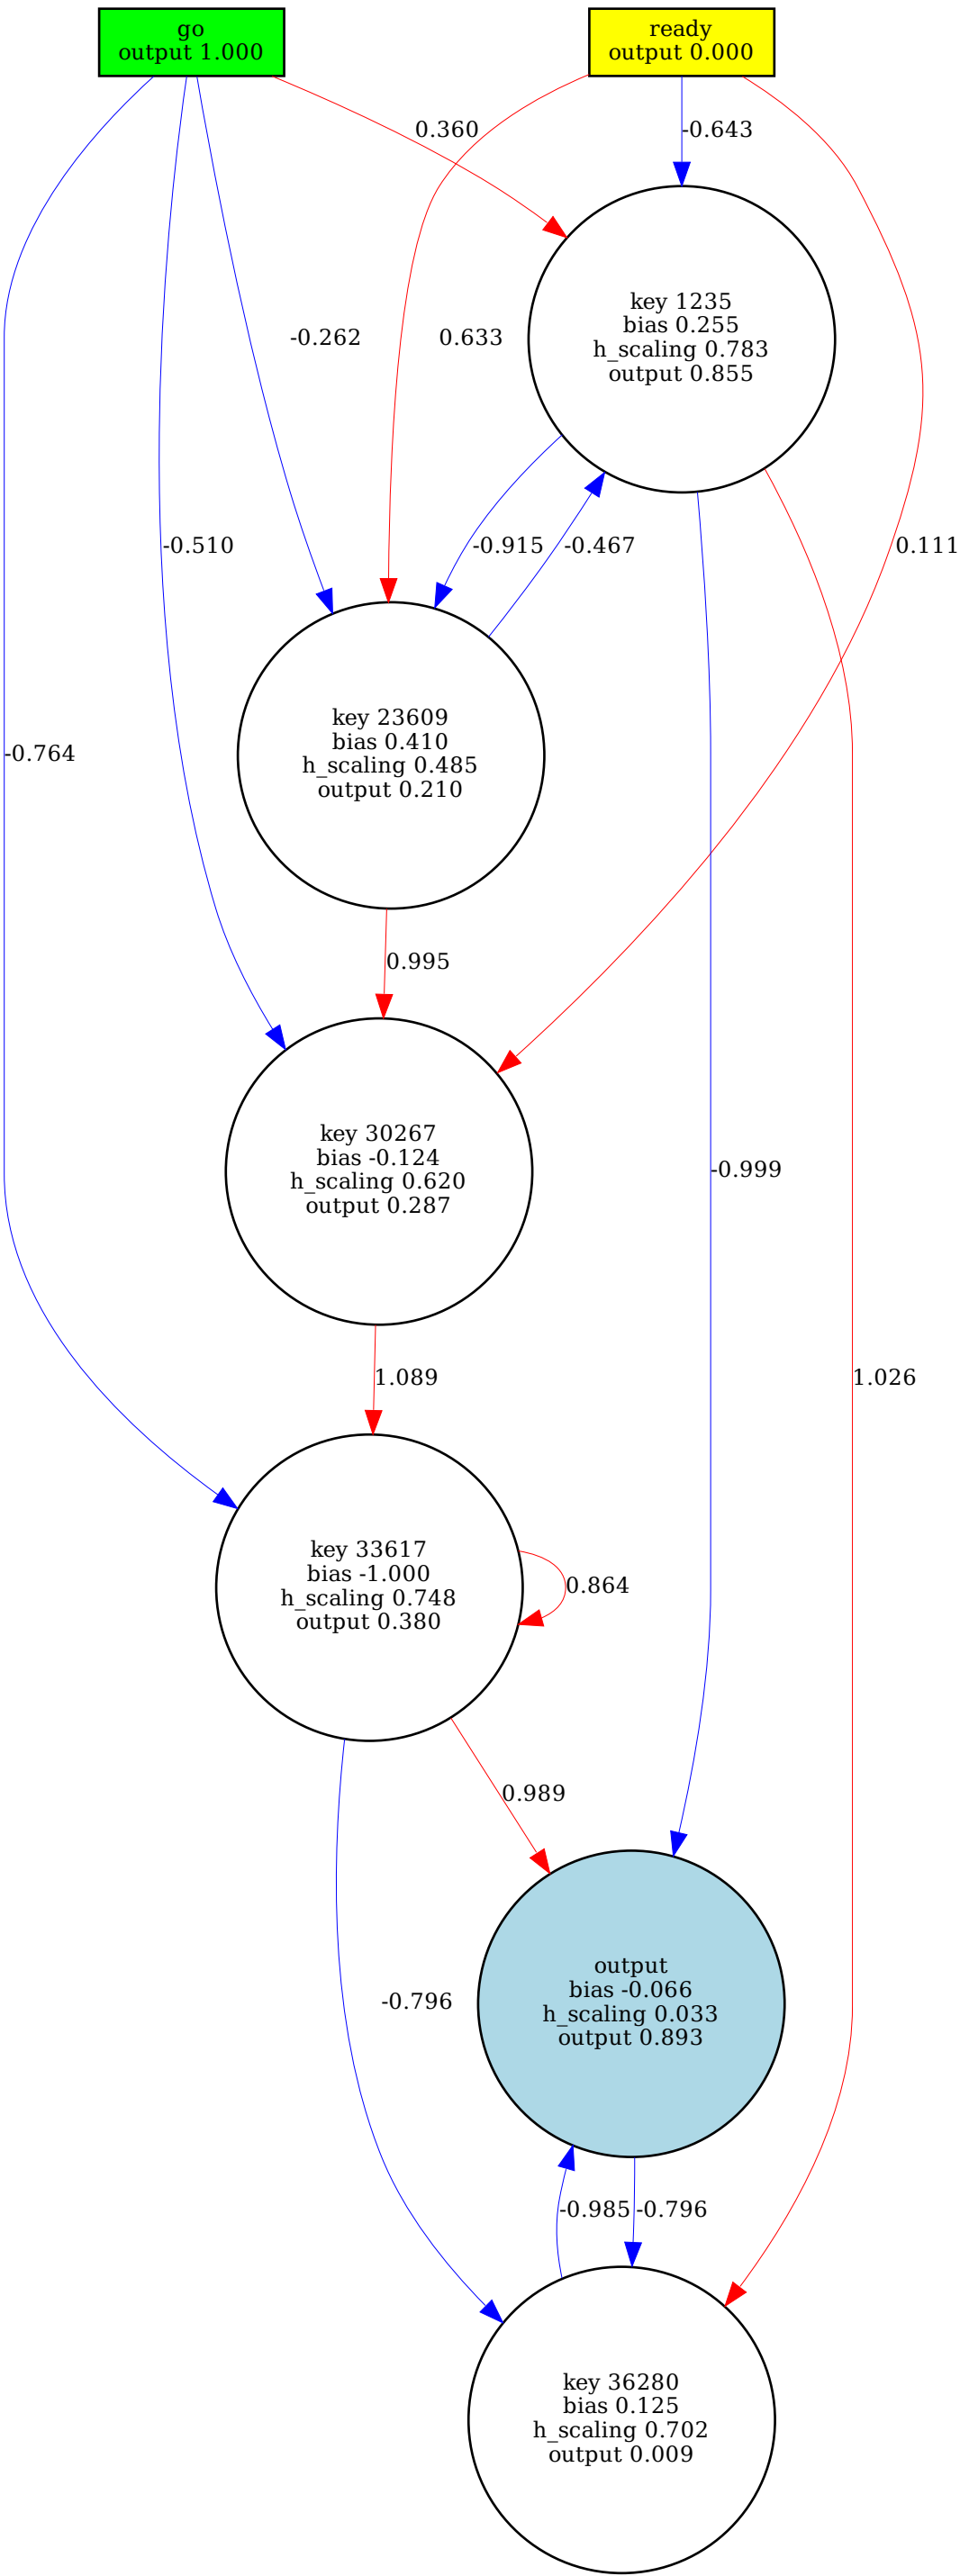 go
output 1.000
ready
output 0.000
0.360
-0.643
key 1235
bias 0.255
h_scaling 0.783
output 0.855
-0.262
0.633
-0.510
-0.915
-0.467
0.111
key 23609
bias 0.410
h_scaling 0.485
output 0.210
-0.764
0.995
key 30267
bias -0.124
h_scaling 0.620
output 0.287
-0.999
1.089
1.026
key 33617
bias -1.000
h_scaling 0.748
output 0.380
0.864
0.989
-0.796
output
bias -0.066
h_scaling 0.033
output 0.893
-0.985
-0.796
key 36280
bias 0.125
h_scaling 0.702
output 0.009